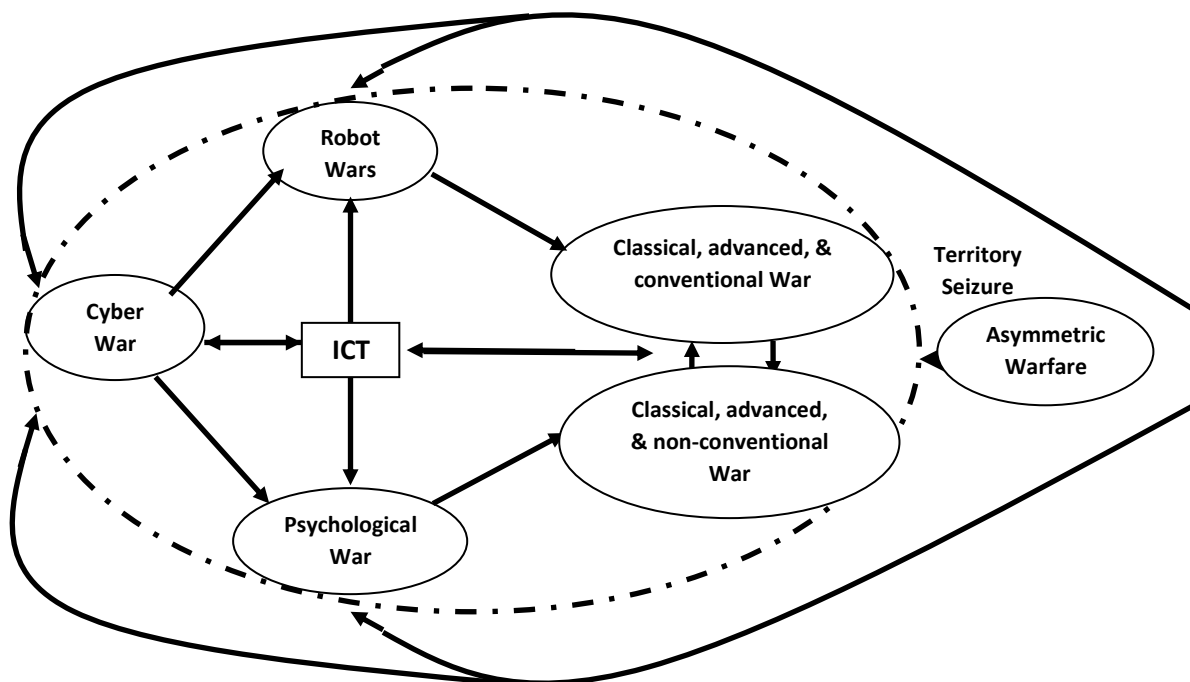 Robot
Wars
Classical, advanced, &
conventional War
Territory
Seizure
Cyber
War
ICT
Asymmetric
Warfare
Classical, advanced,
& non-conventional
War
Psychological
War